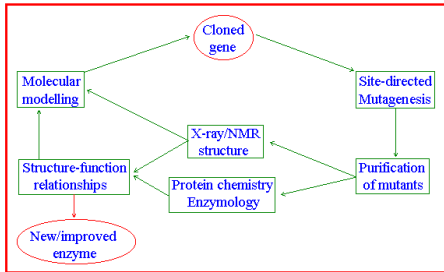 Cloned
gene
Molecular
modelling
Site-directed
Mutagenesis
X-ray/NMR
structure
Structure-function
relationships
Protein chemistry
Enzymology
Purification
of mutants
New/improved
enzyme